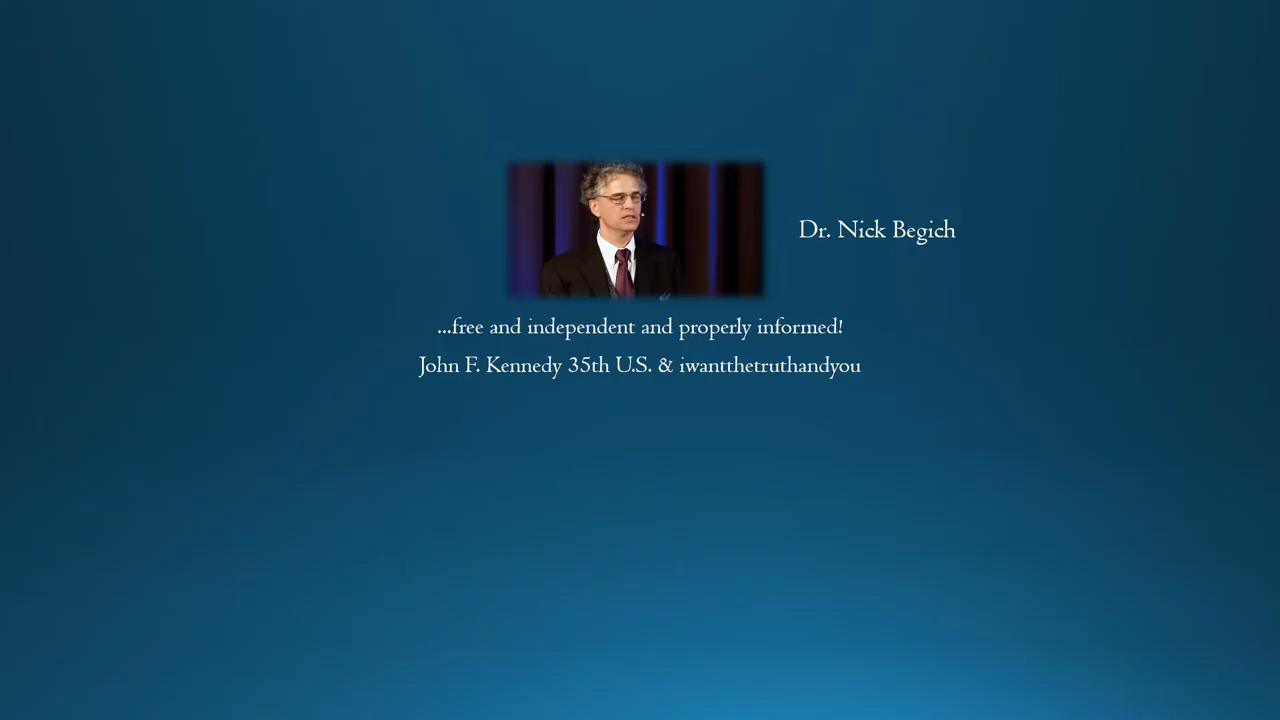 Dr. Nick Begich
...free and independent and properly informed!
John F. Kennedy 35th U.S. & iwantthetruthandyou